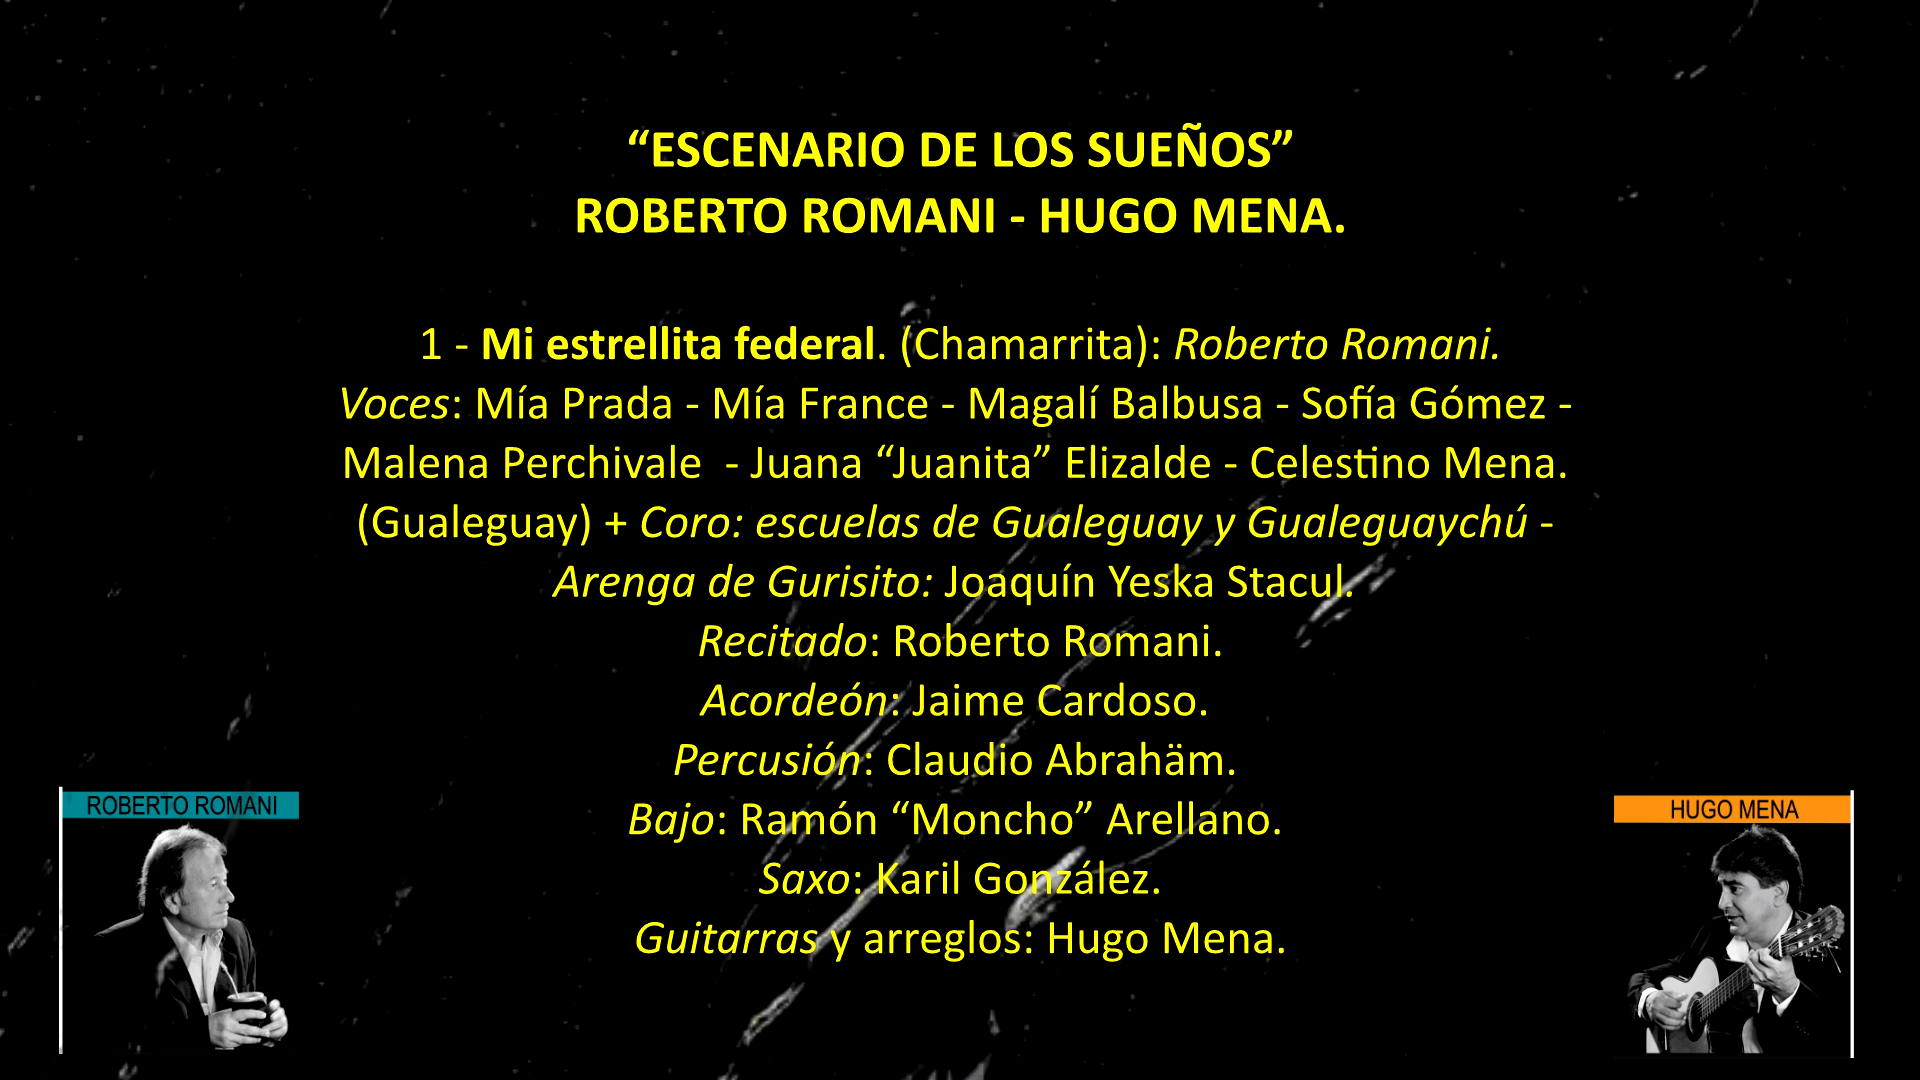 “ESCENARIO DE LOS SUEÑOS”
ROBERTO ROMANI - HUGO MENA.
1 - Mi estrellita federal. (Chamarrita): Roberto Romani.
Voces: Mía Prada - Mía France - Magalí Balbusa - Sofía Gómez -
Malena Perchivale - Juana “Juanita” Elizalde - Celestino Mena.
(Gualeguay) + Coro: escuelas de Gualeguay y Gualeguaychú -
Arenga de Gurisito: Joaquín Yeska Stacul.
Recitado: Roberto Romani.
Acordeón: Jaime Cardoso.
Percusión: Claudio Abrahäm.
Bajo: Ramón “Moncho” Arellano.
Saxo: Karil González.
Guitarras y arreglos: Hugo Mena.
ROBERTO ROMANI
HUGO MENA